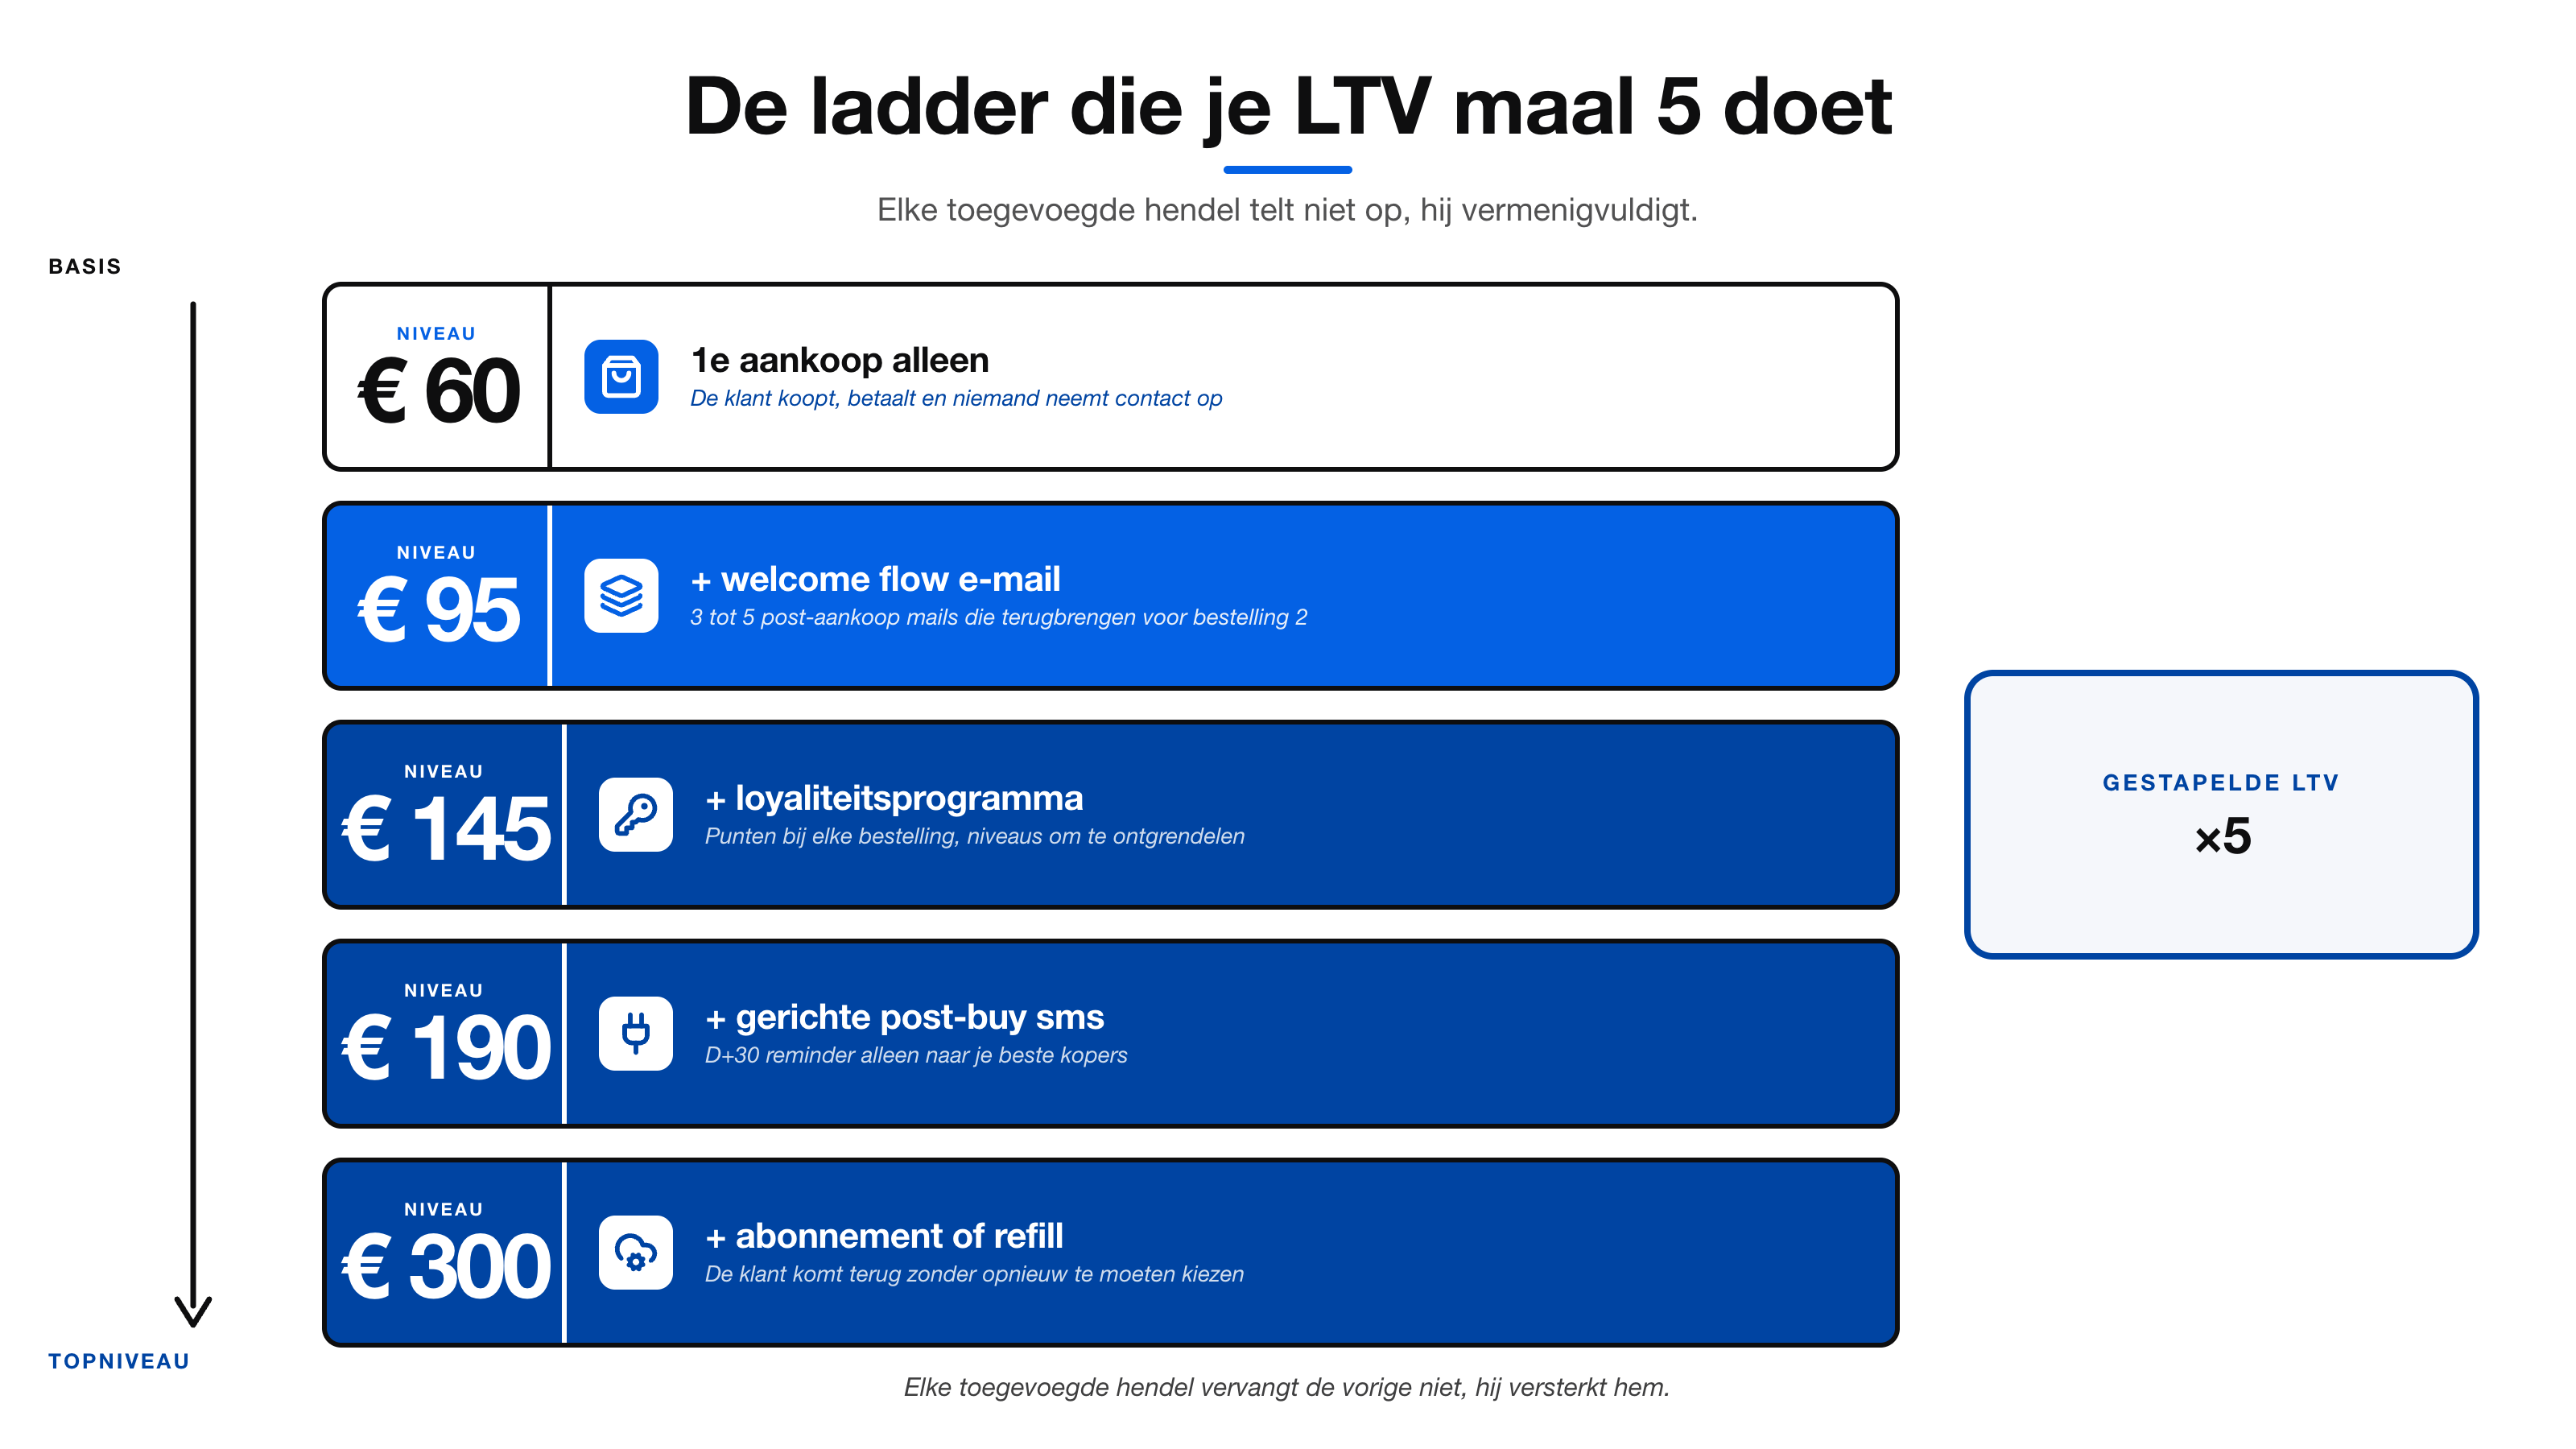 De ladder die je LTV maal 5 doet
Elke toegevoegde hendel telt niet op, hij vermenigvuldigt.
BASIS
NIVEAU
€ 60
1e aankoop alleen
De klant koopt, betaalt en niemand neemt contact op
NIVEAU
€ 95
+ welcome flow e-mail
3 tot 5 post-aankoop mails die terugbrengen voor bestelling 2
NIVEAU
€ 145
+ loyaliteitsprogramma
Punten bij elke bestelling, niveaus om te ontgrendelen
NIVEAU
€ 190
+ gerichte post-buy sms
D+30 reminder alleen naar je beste kopers
NIVEAU
€ 300
+ abonnement of refill
De klant komt terug zonder opnieuw te moeten kiezen
TOPNIVEAU
GESTAPELDE LTV
×5
Elke toegevoegde hendel vervangt de vorige niet, hij versterkt hem.